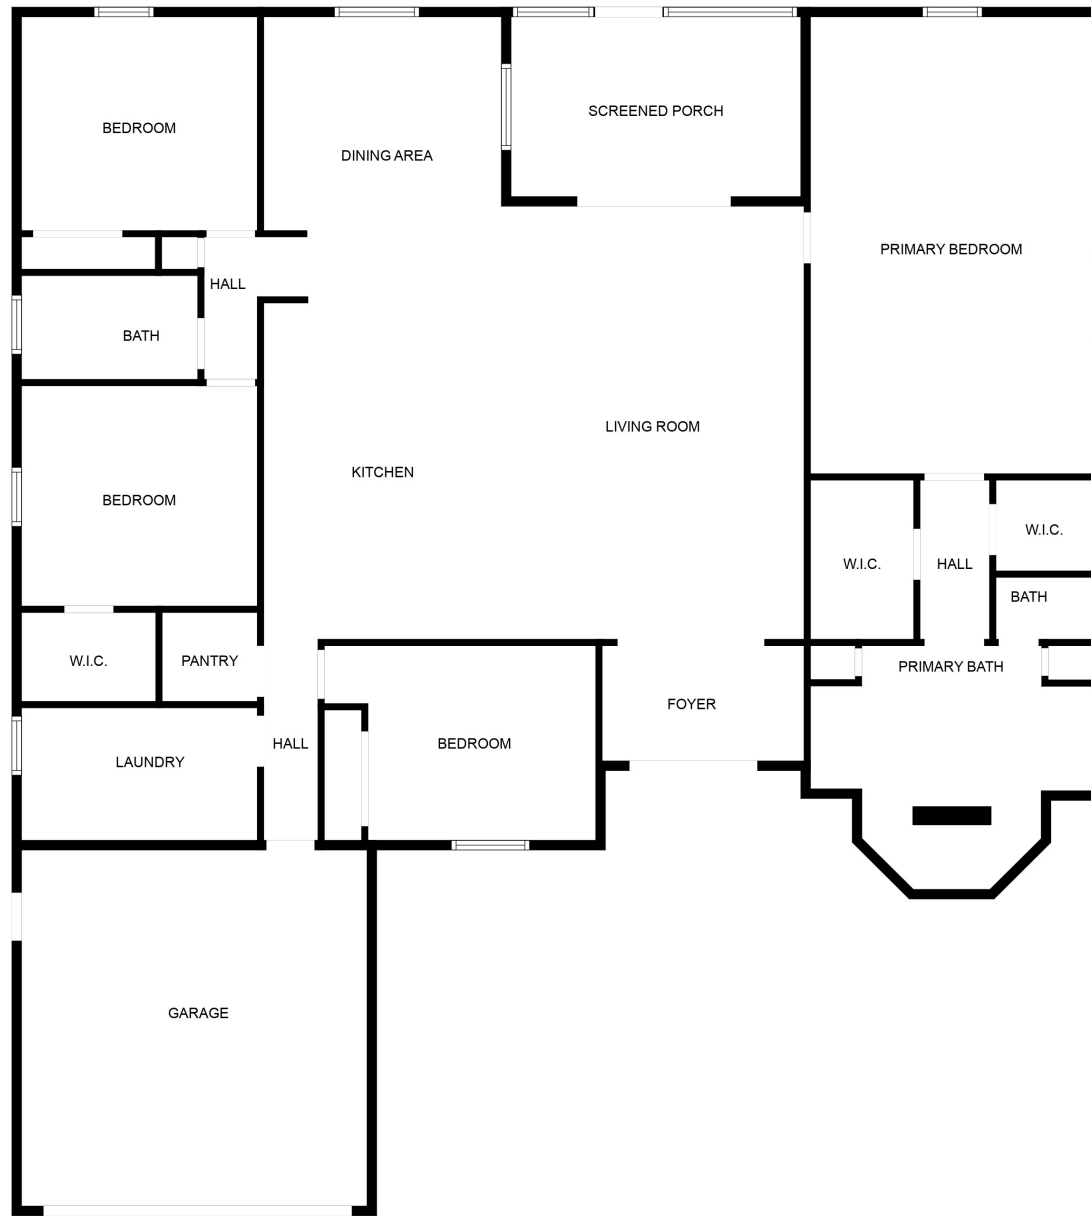 SCREENED PORCH
BEDROOM
DINING AREA
PRIMARY BEDROOM
HALL
BATH
LIVING ROOM
KITCHEN
BEDROOM
W.I.C.
W.I.C.
HALL
BATH
W.I.C.
PANTRY
PRIMARY BATH
FOYER
HALL
BEDROOM
LAUNDRY
GARAGE